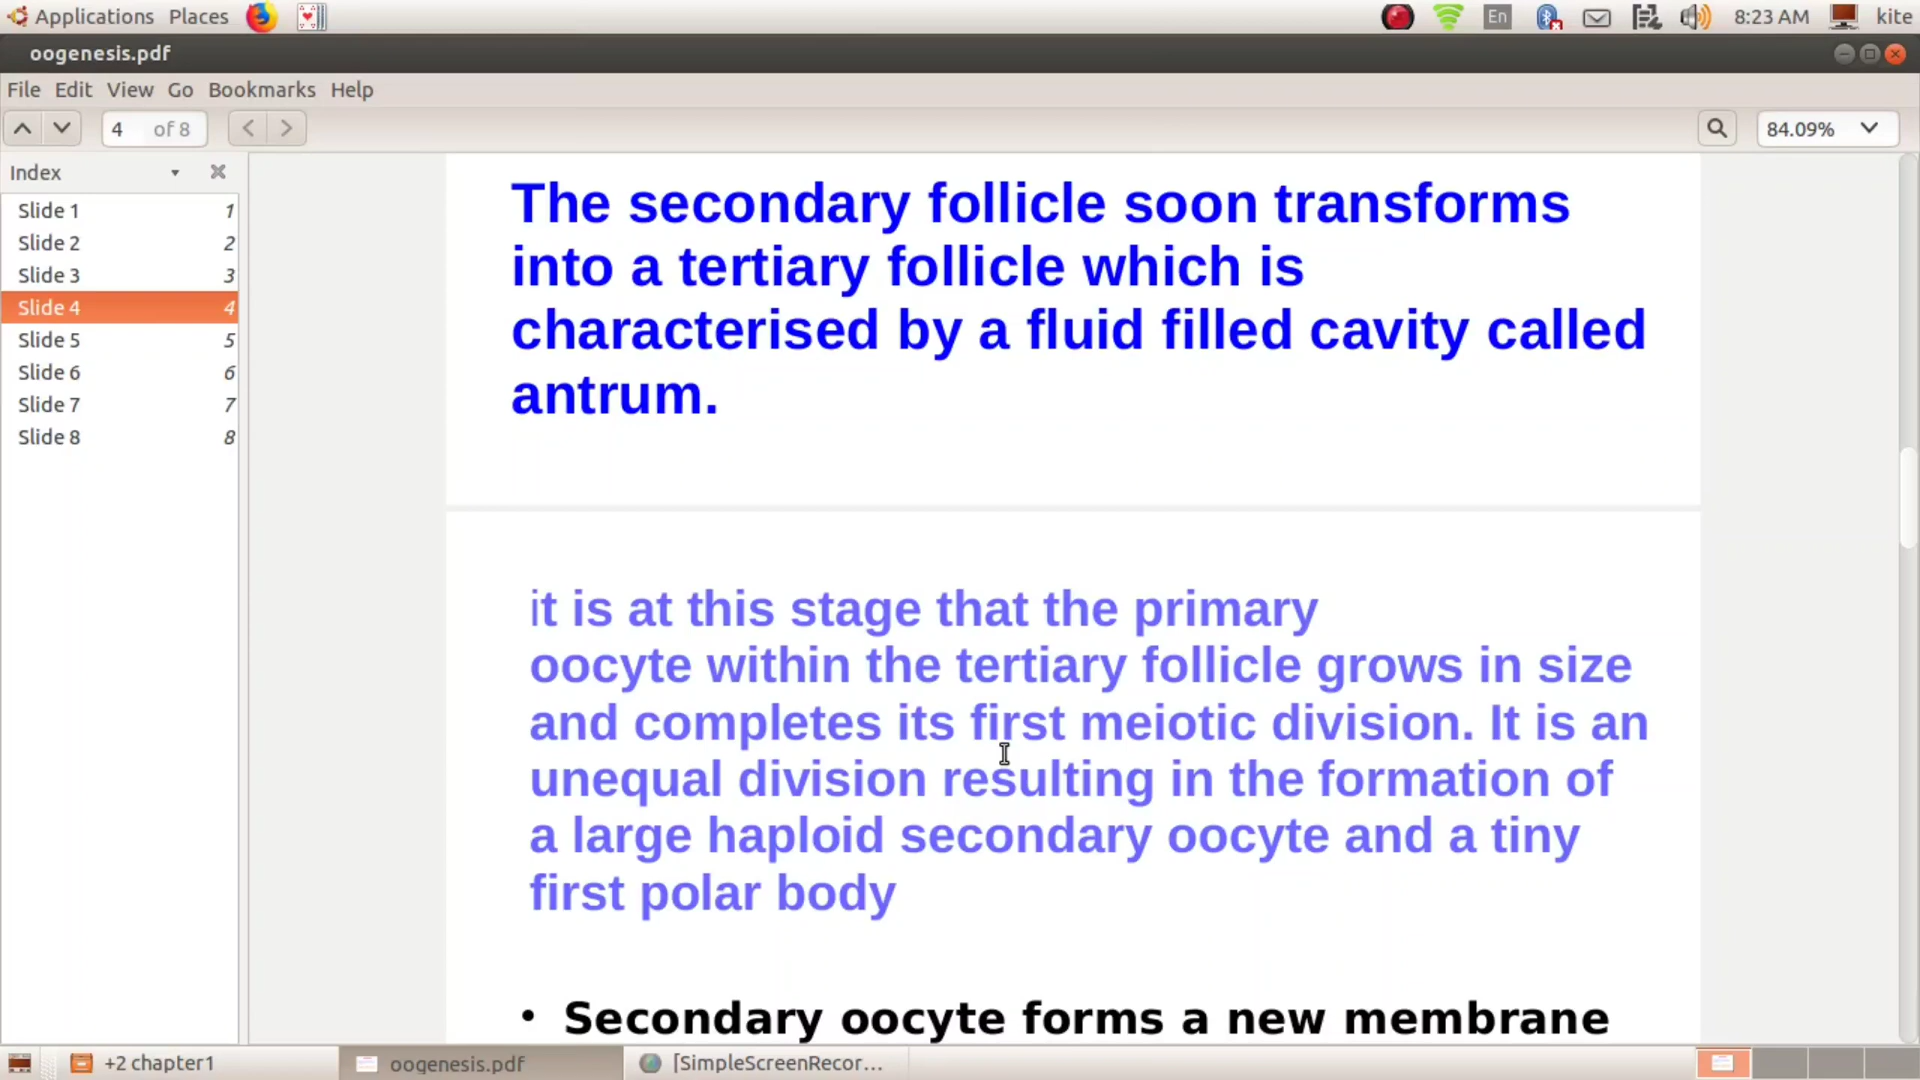 Applications Places En 8:23 AM kite
oogenesis.pdf
File Edit View Go Bookmarks Help
4 of 8 84.09%
Index
Slide 1 1
Slide 2 2
Slide 3 3
Slide 4 4
Slide 5 5
Slide 6 6
Slide 7 7
Slide 8 8
The secondary follicle soon transforms
into a tertiary follicle which is
characterised by a fluid filled cavity called
antrum.
it is at this stage that the primary
oocyte within the tertiary follicle grows in size
and completes its first meiotic division. It is an
unequal division resulting in the formation of
a large haploid secondary oocyte and a tiny
first polar body
• Secondary oocyte forms a new membrane
+2 chapter1 oogenesis.pdf [SimpleScreenRecor...